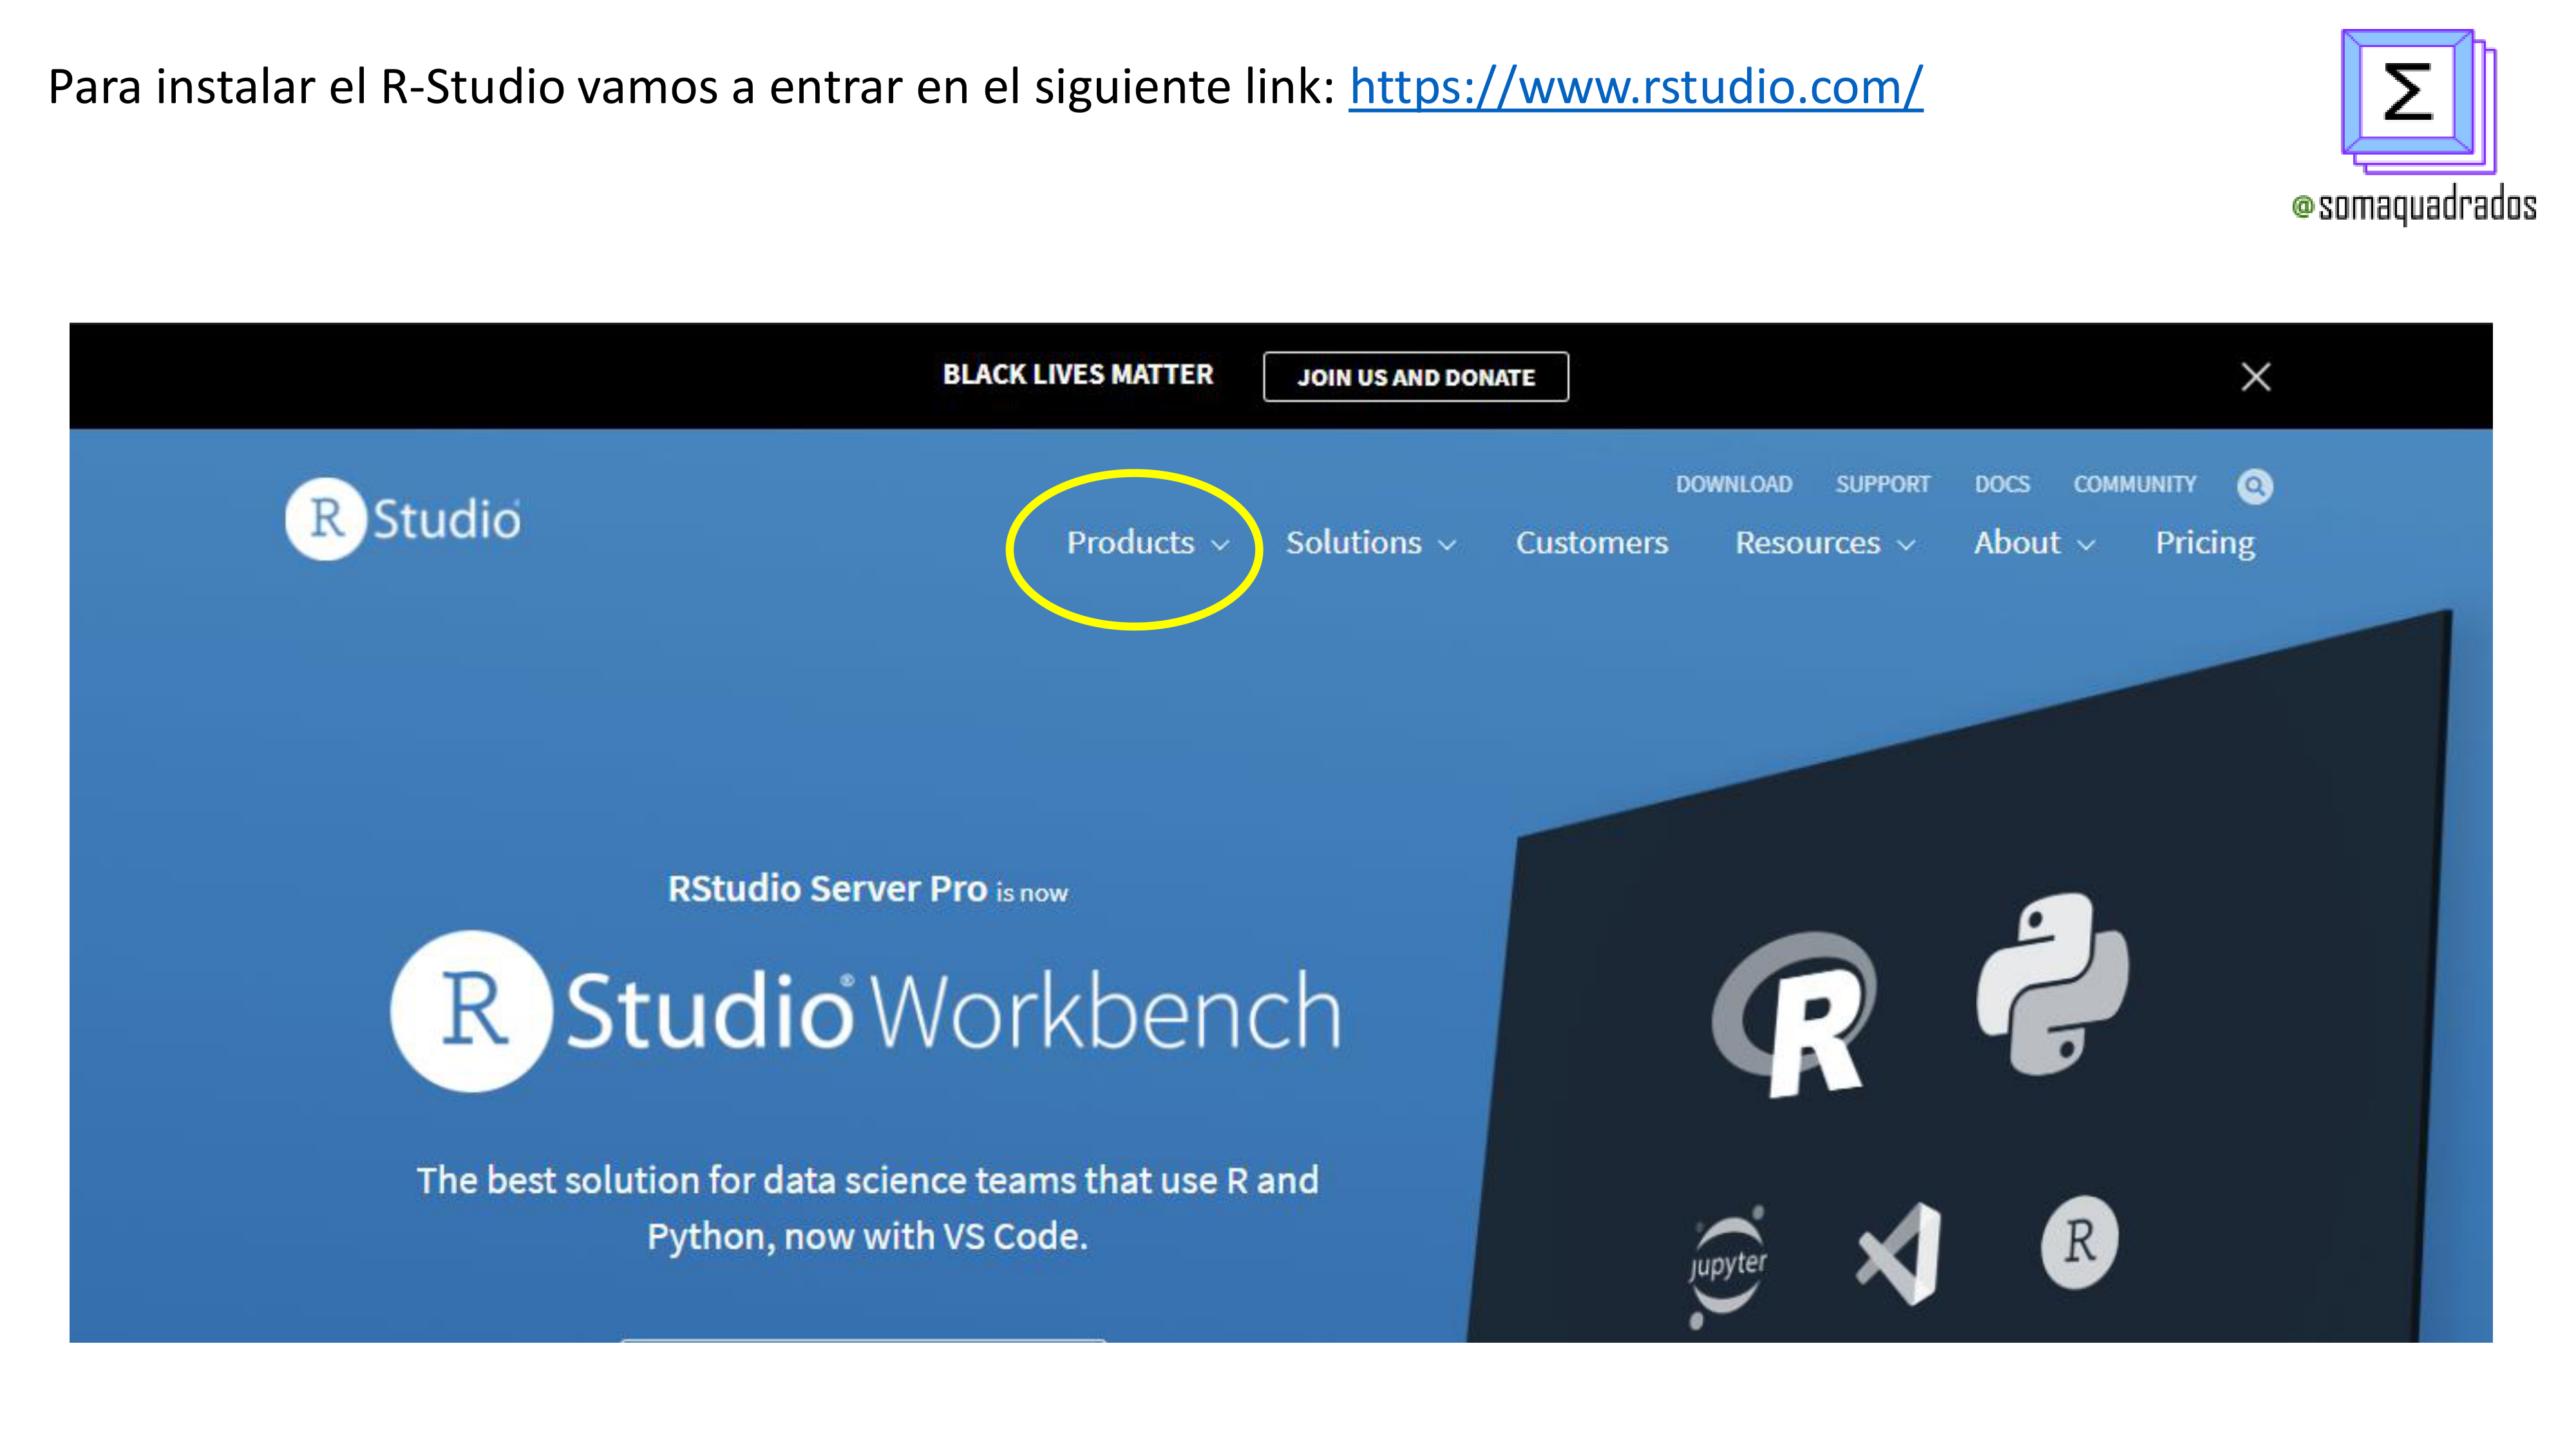 Para instalar el R-Studio vamos a entrar en el siguiente link: https://www.rstudio.com/
Σ
@somaquadrados
BLACK LIVES MATTER JOIN US AND DONATE
DOWNLOAD SUPPORT DOCS COMMUNITY
R Studio
Products Solutions Customers Resources About Pricing
RStudio Server Pro is now
R Studio® Workbench
R
The best solution for data science teams that use R and
Python, now with VS Code.
jupyter
R